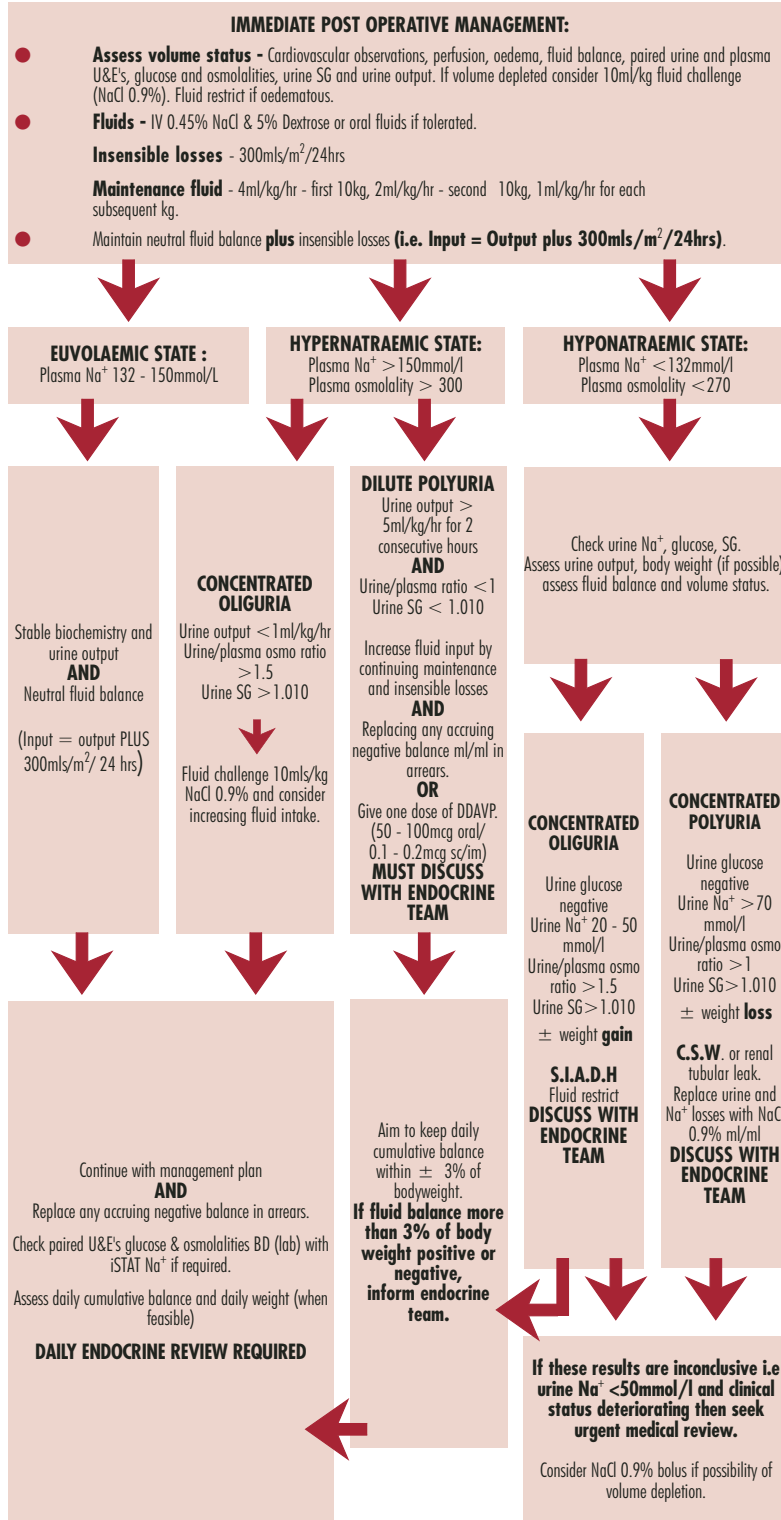 IMMEDIATE POST OPERATIVE MANAGEMENT:
Assess volume status - Cardiovascular observations, perfusion, oedema, fluid balance, paired urine and plasma
U&E's, glucose and osmolalities, urine SG and urine output. If volume depleted consider 10ml/kg fluid challenge
(NaCl 0.9%). Fluid restrict if oedematous.
Fluids - IV 0.45% NaCl & 5% Dextrose or oral fluids if tolerated.
Insensible losses - 300mls/m²/24hrs
Maintenance fluid - 4ml/kg/hr - first 10kg, 2ml/kg/hr - second 10kg, 1ml/kg/hr for each
subsequent kg.
Maintain neutral fluid balance plus insensible losses (i.e. Input = Output plus 300mls/m²/24hrs).
EUVOLAEMIC STATE :
Plasma Na⁺ 132 - 150mmol/L
HYPERNATRAEMIC STATE:
Plasma Na⁺ >150mmol/l
Plasma osmolality > 300
HYPONATRAEMIC STATE:
Plasma Na⁺ <132mmol/l
Plasma osmolality <270
Stable biochemistry and
urine output
AND
Neutral fluid balance
(Input = output PLUS
300mls/m²/ 24 hrs)
CONCENTRATED
OLIGURIA
Urine output <1ml/kg/hr
Urine/plasma osmo ratio
>1.5
Urine SG >1.010
Fluid challenge 10mls/kg
NaCl 0.9% and consider
increasing fluid intake.
DILUTE POLYURIA
Urine output >
5ml/kg/hr for 2
consecutive hours
AND
Urine/plasma ratio <1
Urine SG < 1.010
Increase fluid input by
continuing maintenance
and insensible losses
AND
Replacing any accruing
negative balance ml/ml in
arrears.
OR
Give one dose of DDAVP.
(50 - 100mcg oral/
0.1 - 0.2mcg sc/im)
MUST DISCUSS
WITH ENDOCRINE
TEAM
Check urine Na⁺, glucose, SG.
Assess urine output, body weight (if possible)
assess fluid balance and volume status.
CONCENTRATED
OLIGURIA
Urine glucose
negative
Urine Na⁺ 20 - 50
mmol/l
Urine/plasma osmo
ratio >1.5
Urine SG>1.010
± weight gain
S.I.A.D.H
Fluid restrict
DISCUSS WITH
ENDOCRINE
TEAM
CONCENTRATED
POLYURIA
Urine glucose
negative
Urine Na⁺ >70
mmol/l
Urine/plasma osmo
ratio >1
Urine SG>1.010
± weight loss
C.S.W. or renal
tubular leak.
Replace urine and
Na⁺ losses with NaCl
0.9% ml/ml
DISCUSS WITH
ENDOCRINE
TEAM
Continue with management plan
AND
Replace any accruing negative balance in arrears.
Check paired U&E's glucose & osmolalities BD (lab) with
iSTAT Na⁺ if required.
Assess daily cumulative balance and daily weight (when
feasible)
DAILY ENDOCRINE REVIEW REQUIRED
Aim to keep daily
cumulative balance
within ± 3% of
bodyweight.
If fluid balance more
than 3% of body
weight positive or
negative,
inform endocrine
team.
If these results are inconclusive i.e
urine Na⁺ <50mmol/l and clinical
status deteriorating then seek
urgent medical review.
Consider NaCl 0.9% bolus if possibility of
volume depletion.